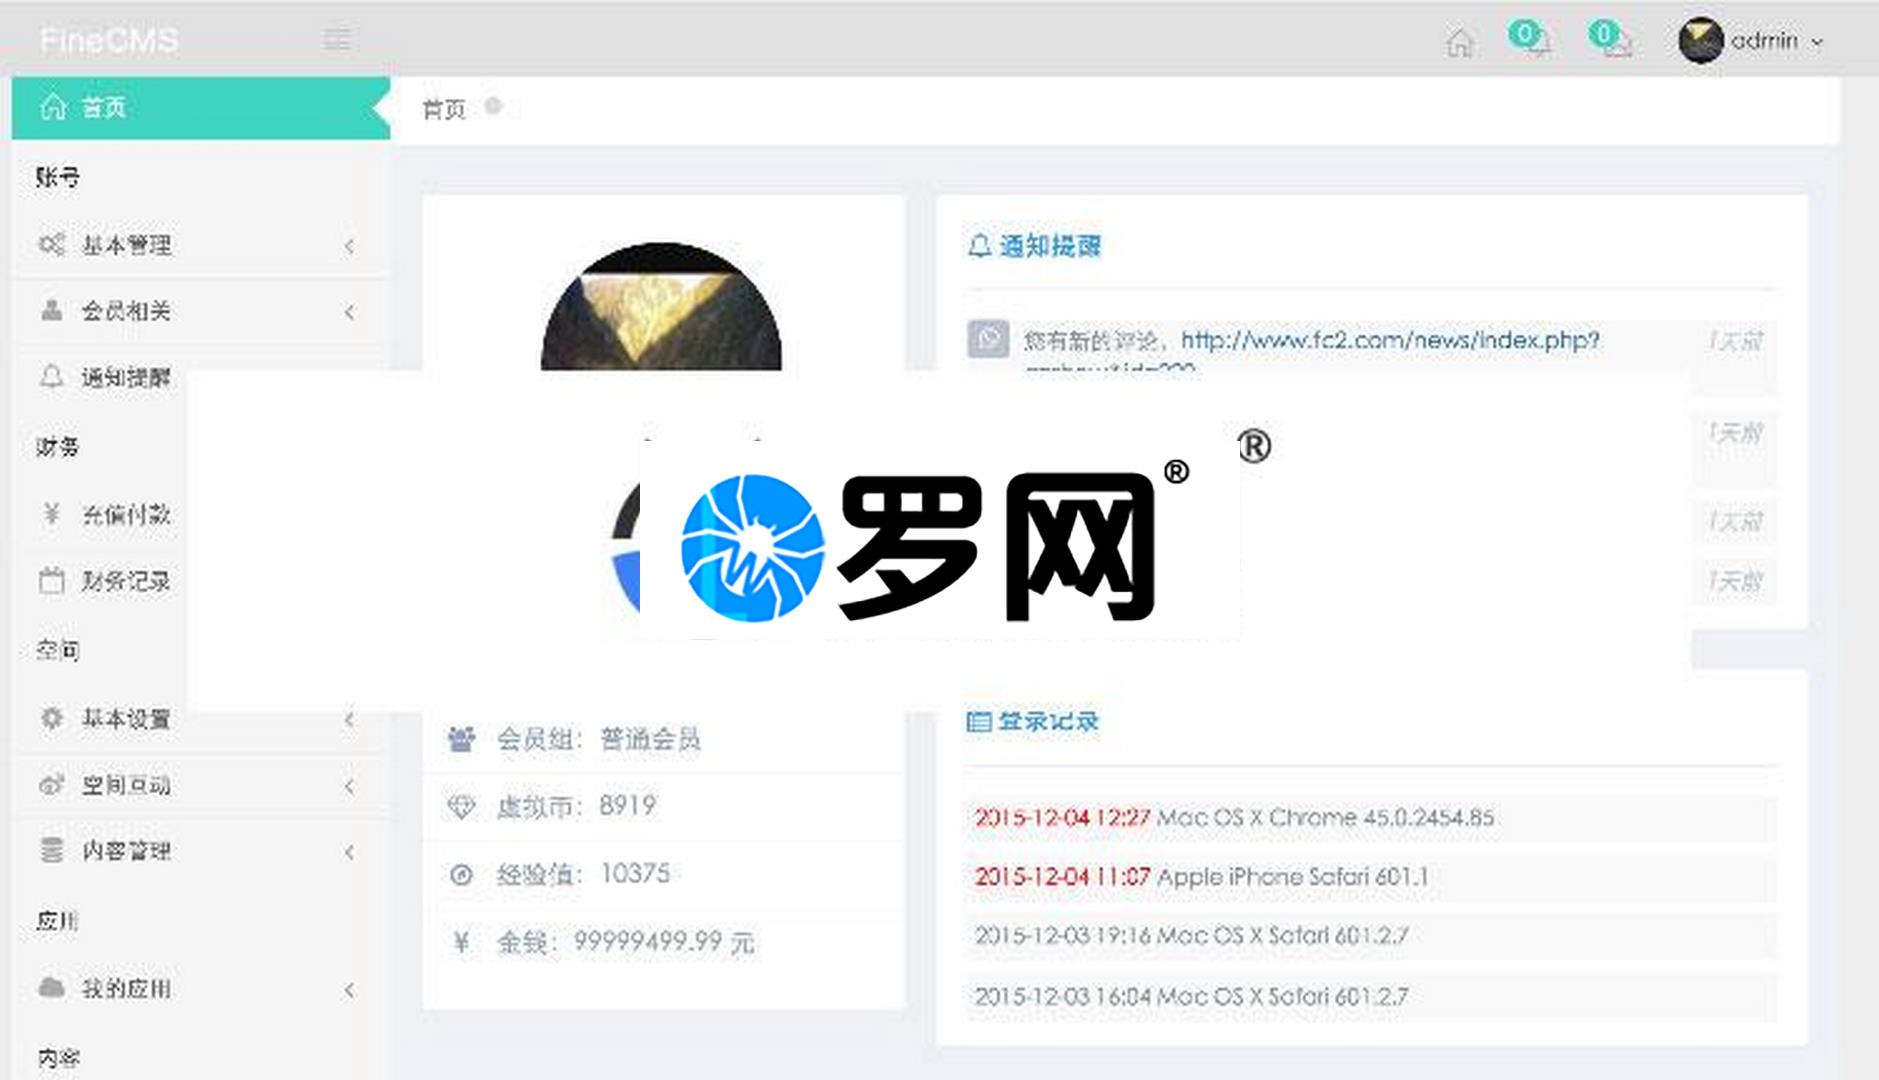 FineCMS
0
0
admin
首页
首页
账号
基本管理
会员相关
通知提醒
财务
充值付款
财务记录
空间
基本设置
空间互动
内容管理
应用
我的应用
内容
通知提醒
您有新的评论，http://www.fc2.com/news/index.php?
1天前
1天前
1天前
1天前
罗网®
®
会员组：普通会员
虚拟币：8919
经验值：10375
¥ 金钱：99999499.99 元
登录记录
2015-12-04 12:27 Mac OS X Chrome 45.0.2454.85
2015-12-04 11:07 Apple iPhone Safari 601.1
2015-12-03 19:16 Mac OS X Safari 601.2.7
2015-12-03 16:04 Mac OS X Safari 601.2.7